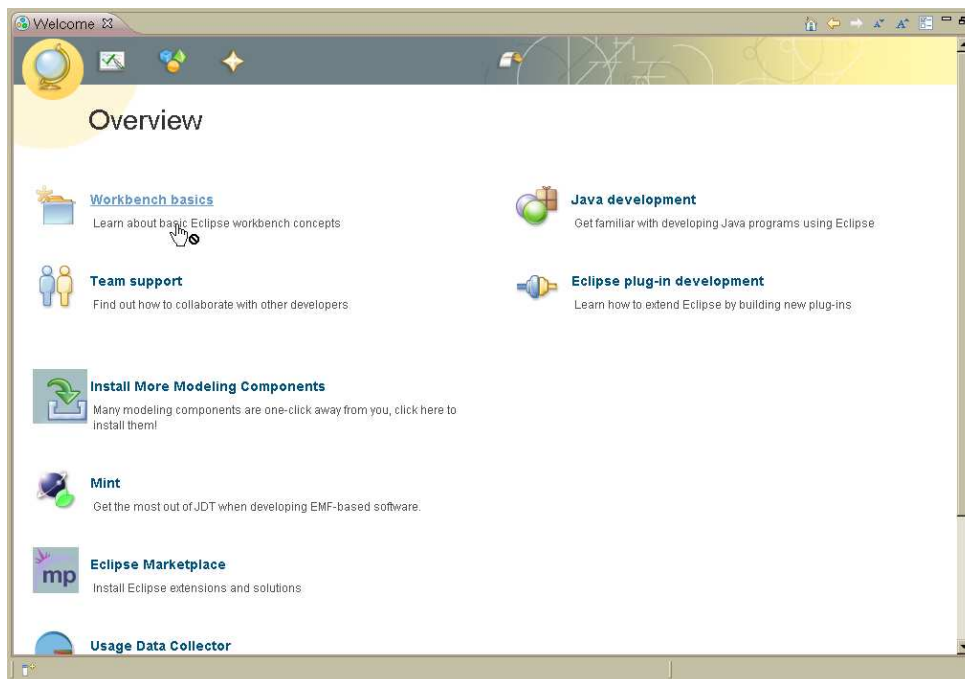 Welcome
Overview
Workbench basics
Learn about basic Eclipse workbench concepts
Java development
Get familiar with developing Java programs using Eclipse
Team support
Find out how to collaborate with other developers
Eclipse plug-in development
Learn how to extend Eclipse by building new plug-ins
Install More Modeling Components
Many modeling components are one-click away from you, click here to
install them!
Mint
Get the most out of JDT when developing EMF-based software.
mp
Eclipse Marketplace
Install Eclipse extensions and solutions
Usage Data Collector